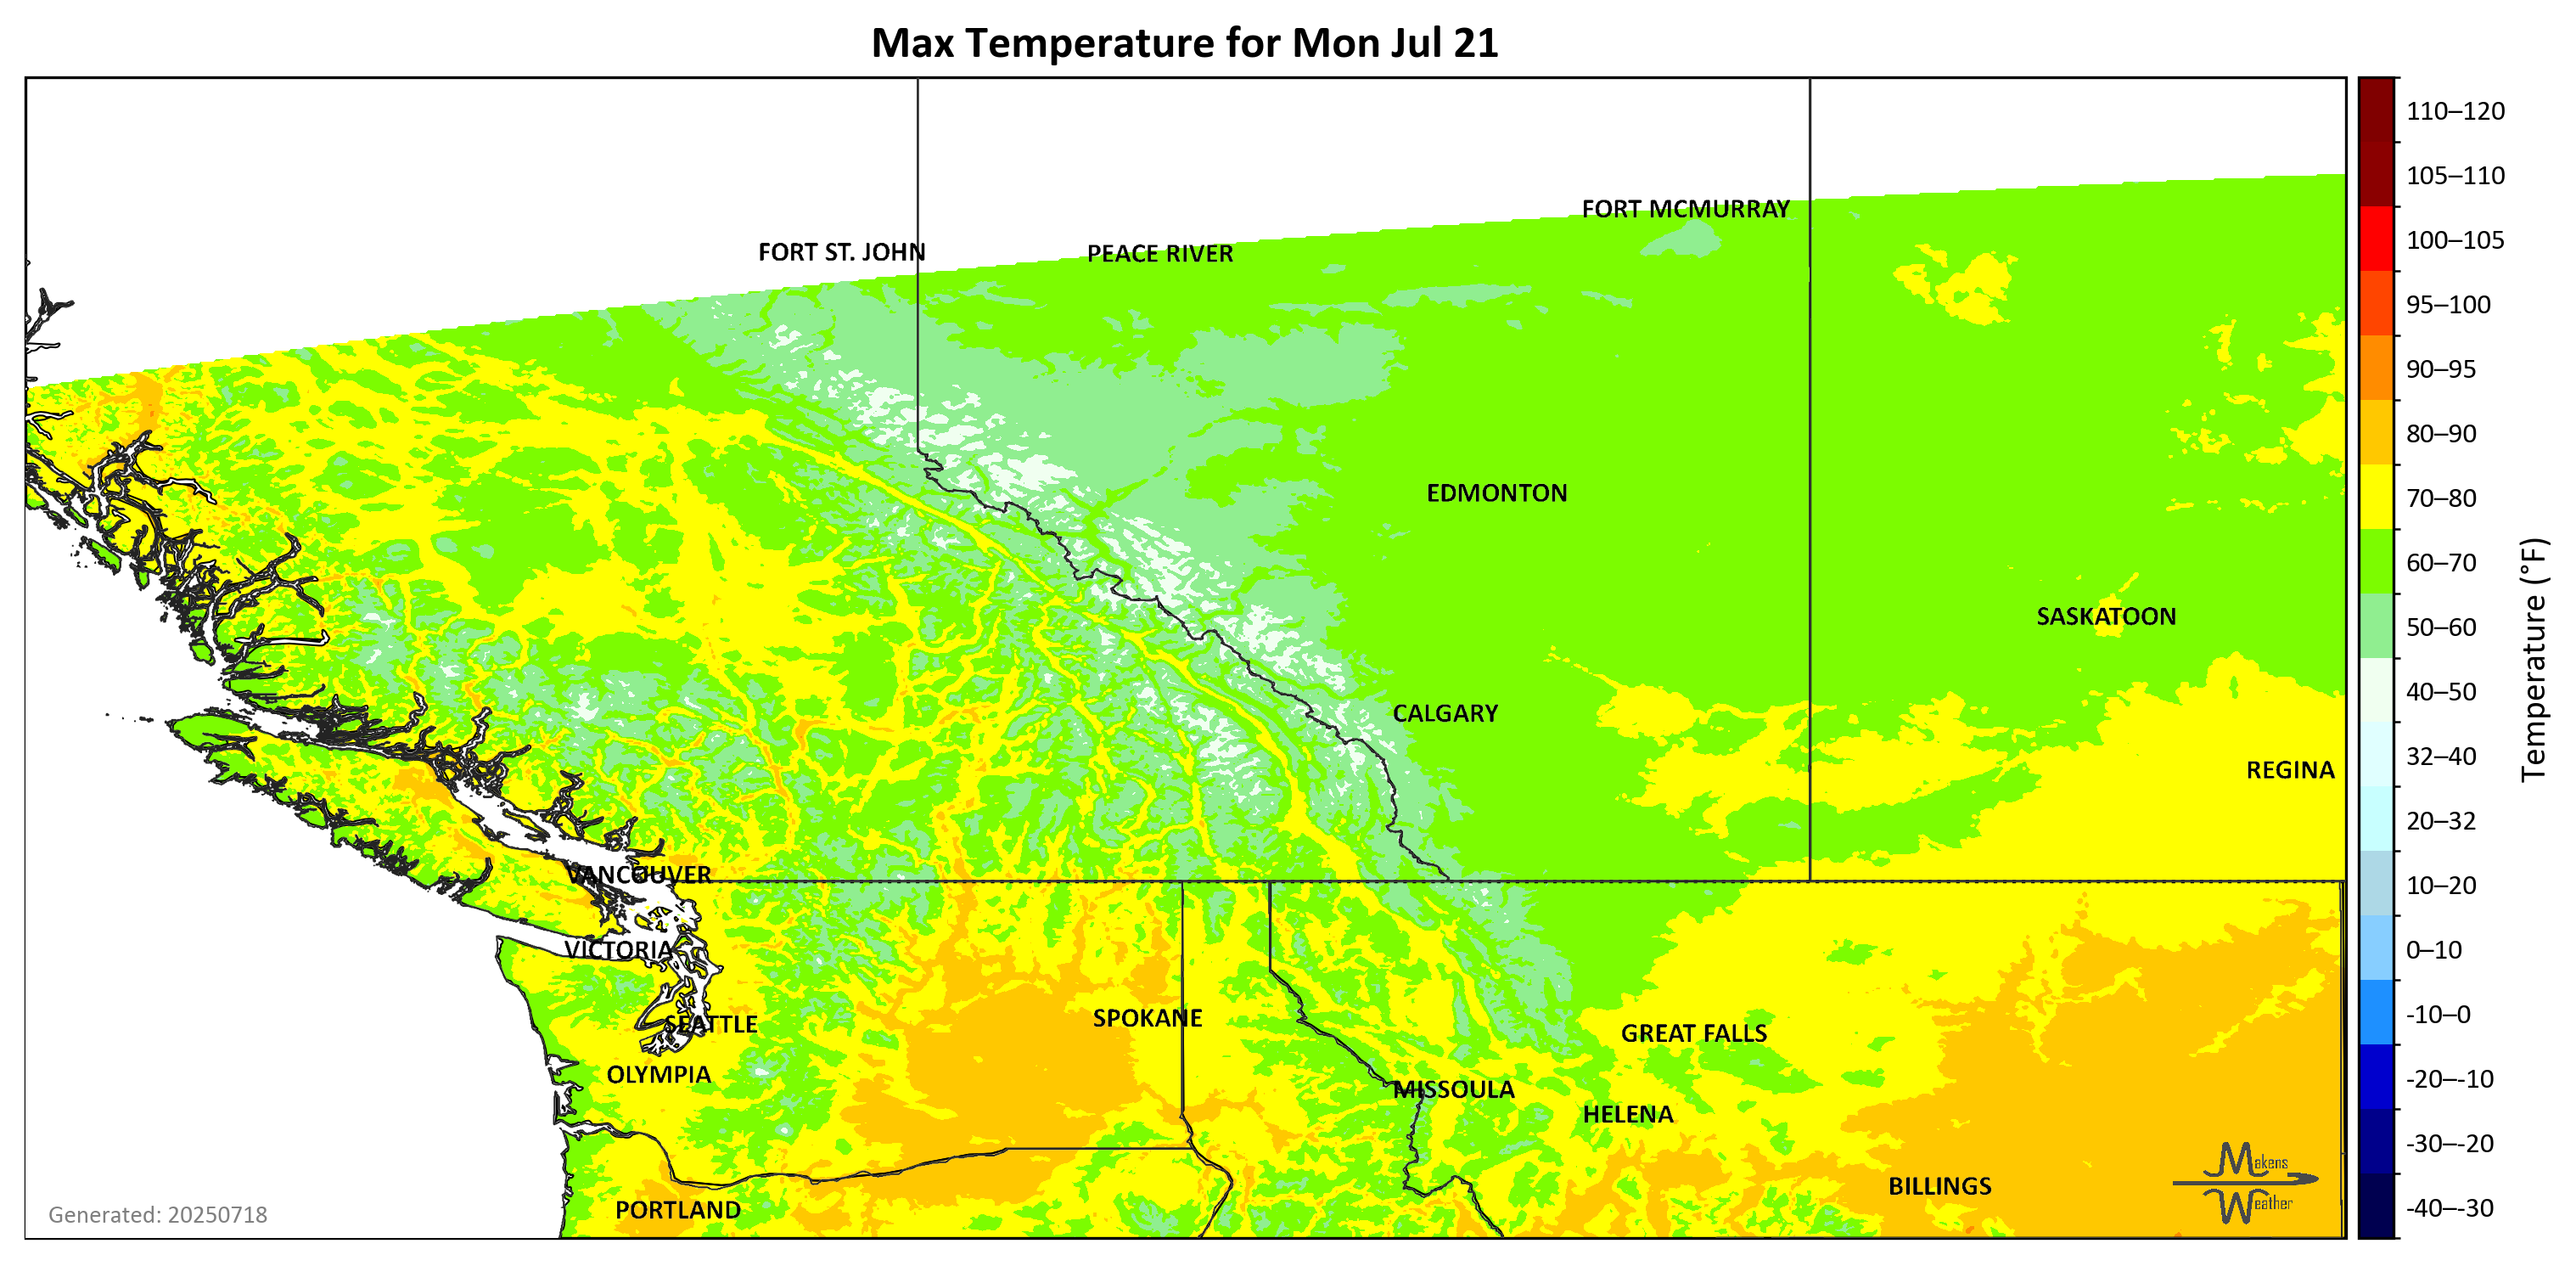 Max Temperature for Mon Jul 21
FORT MCMURRAY
FORT ST. JOHN
PEACE RIVER
EDMONTON
SASKATOON
CALGARY
REGINA
VANCOUVER
VICTORIA
SEATTLE
SPOKANE
GREAT FALLS
OLYMPIA
MISSOULA
HELENA
PORTLAND
BILLINGS
Makens
Weather
Generated: 20250718
110–120
105–110
100–105
95–100
90–95
80–90
70–80
60–70
50–60
40–50
32–40
20–32
10–20
0–10
-10–0
-20–-10
-30–-20
-40–-30
Temperature (°F)